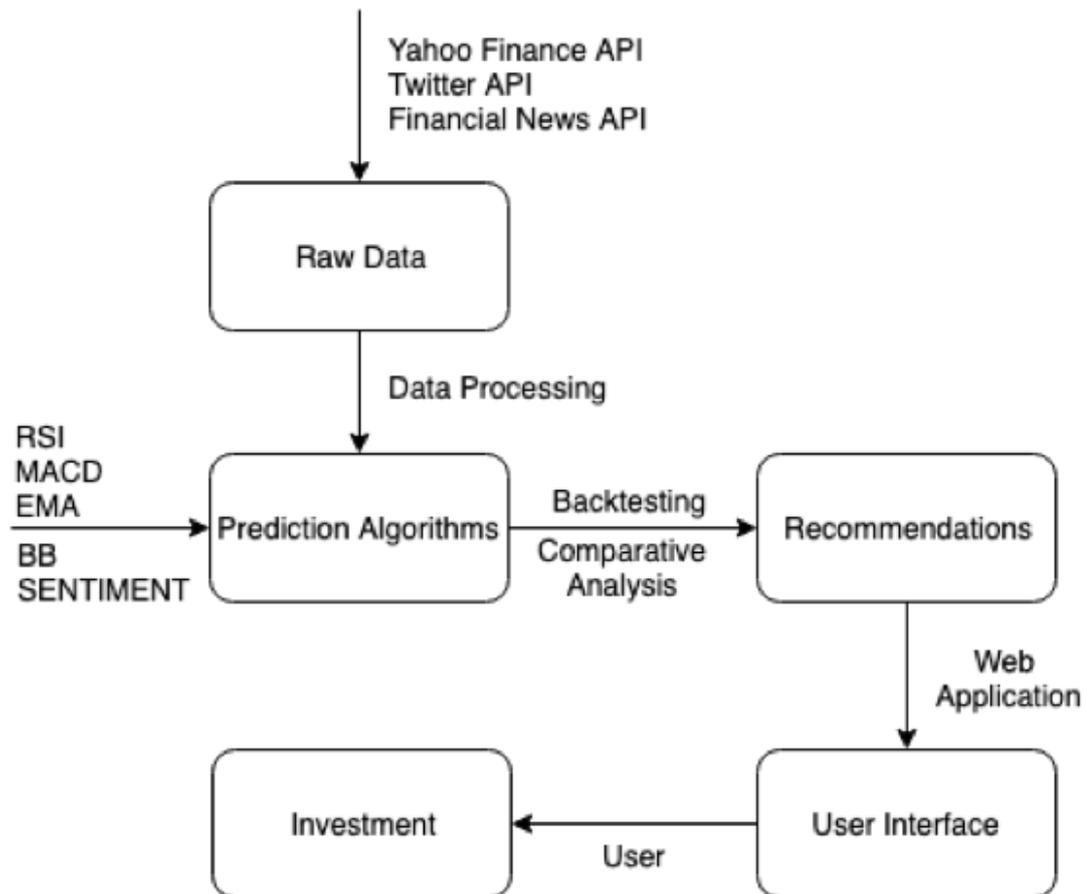 Yahoo Finance API
Twitter API
Financial News API
Raw Data
Data Processing
RSI
MACD
EMA
BB
SENTIMENT
Prediction Algorithms
Backtesting
Comparative
Analysis
Recommendations
Web
Application
User Interface
User
Investment